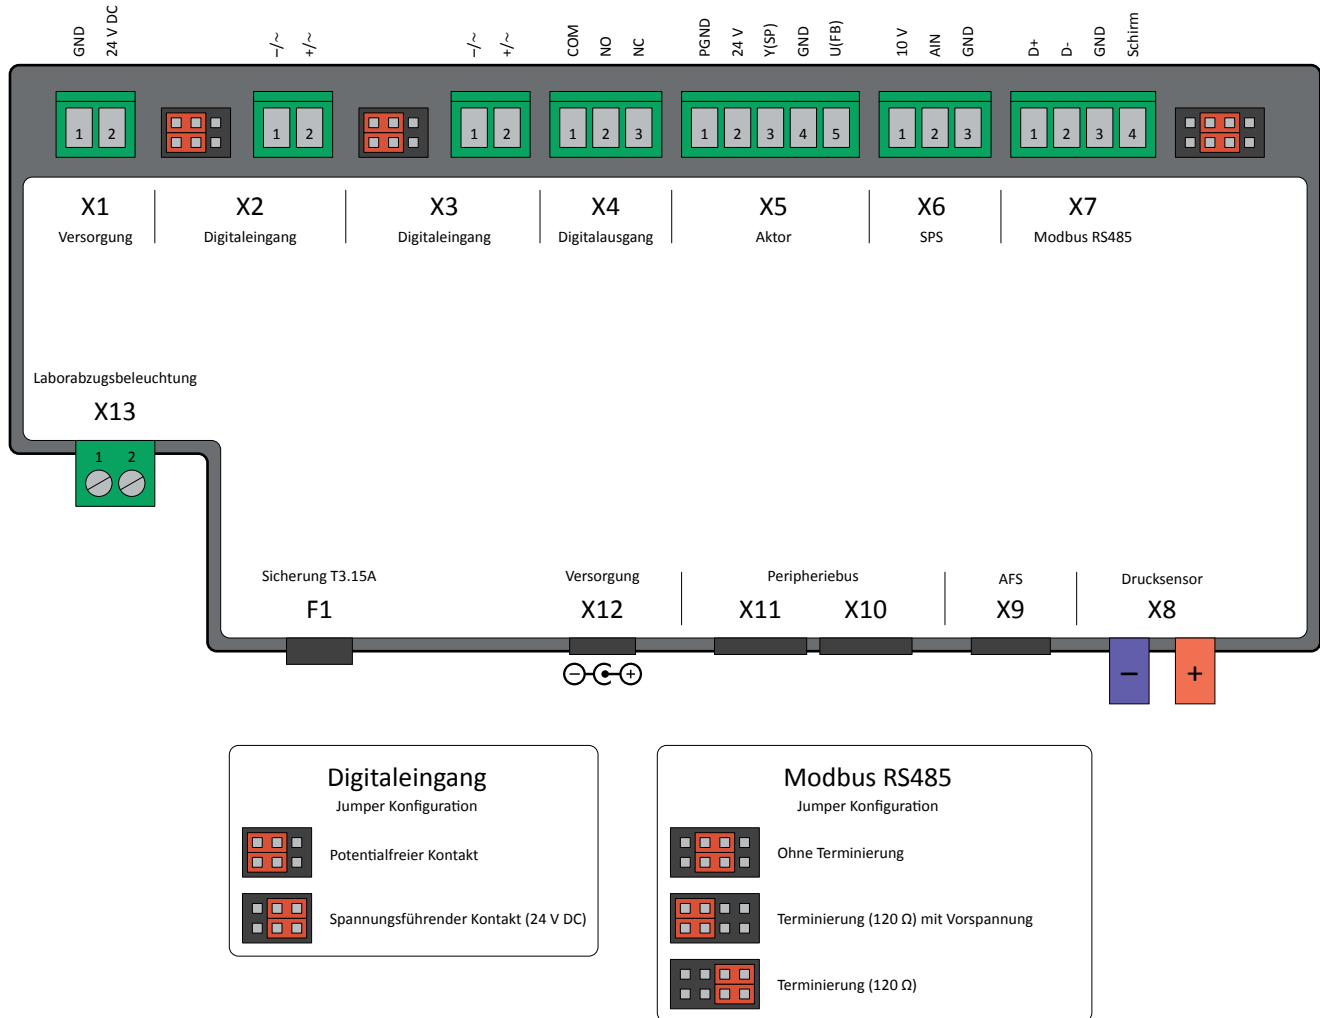 GND 24 V DC −/~ +/~ −/~ +/~ COM NO NC PGND 24 V Y(SP) GND U(FB) 10 V AIN GND D+ D- GND Schirm
1 2 1 2 1 2 1 2 3 1 2 3 4 5 1 2 3 1 2 3 4
X1 X2 X3 X4 X5 X6 X7
Versorgung Digitaleingang Digitaleingang Digitalausgang Aktor SPS Modbus RS485
Laborabzugsbeleuchtung
X13
1 2
Sicherung T3.15A Versorgung Peripheriebus AFS Drucksensor
F1 X12 X11 X10 X9 X8
− + − +
Digitaleingang
Jumper Konfiguration
Potentialfreier Kontakt
Spannungsführender Kontakt (24 V DC)
Modbus RS485
Jumper Konfiguration
Ohne Terminierung
Terminierung (120 Ω) mit Vorspannung
Terminierung (120 Ω)